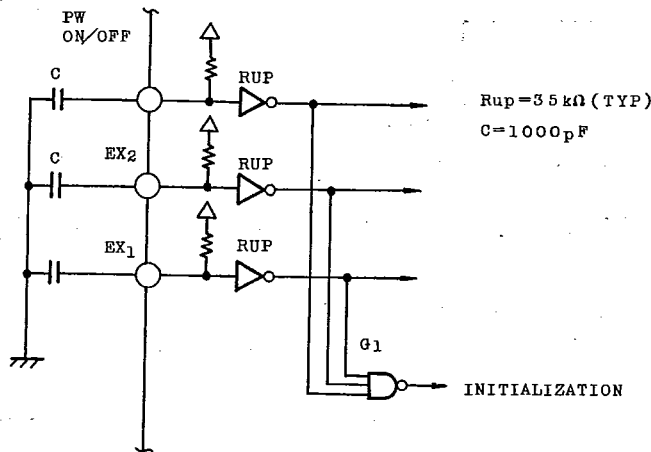 PW
ON/OFF
C
RUP
Rup=35kΩ(TYP)
C=1000pF
C
EX2
RUP
EX1
RUP
G1
INITIALIZATION